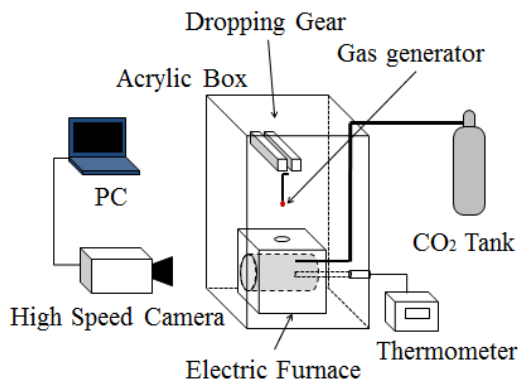 Dropping Gear
Gas generator
Acrylic Box
PC
CO₂ Tank
High Speed Camera
Thermometer
Electric Furnace